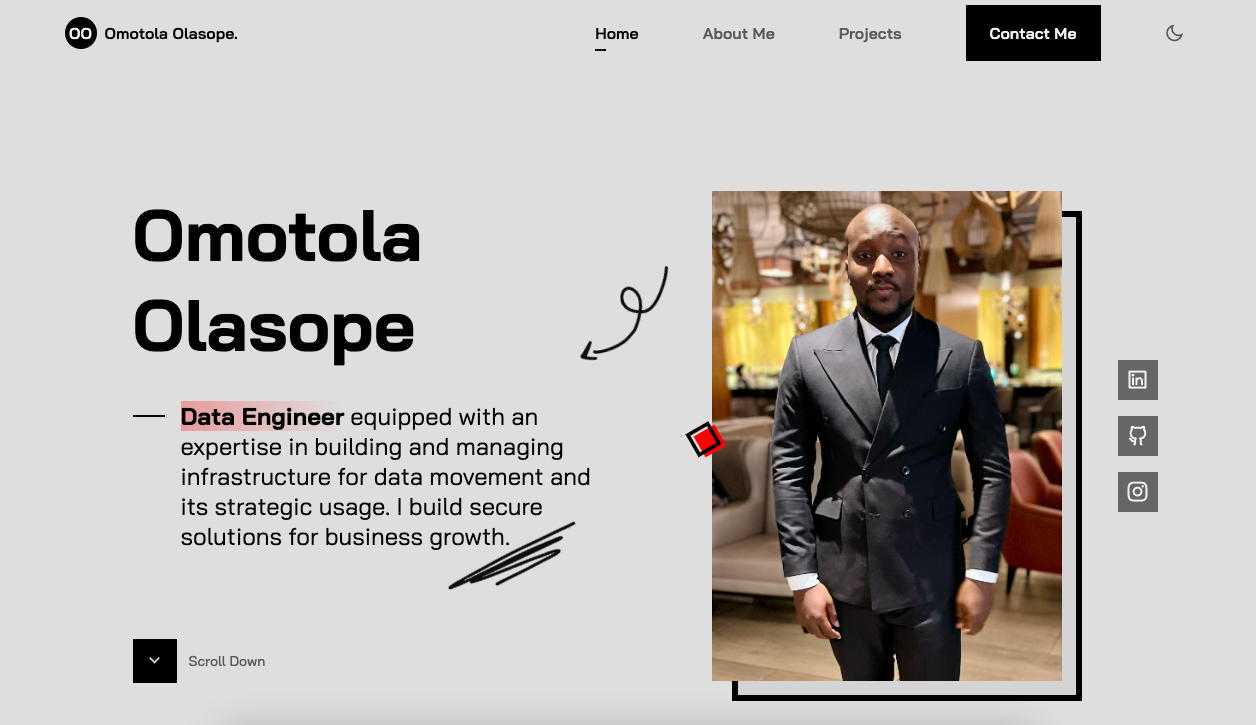 OO Omotola Olasope.
Home About Me Projects Contact Me
Omotola
Olasope
Data Engineer equipped with an
expertise in building and managing
infrastructure for data movement and
its strategic usage. I build secure
solutions for business growth.
in
Scroll Down